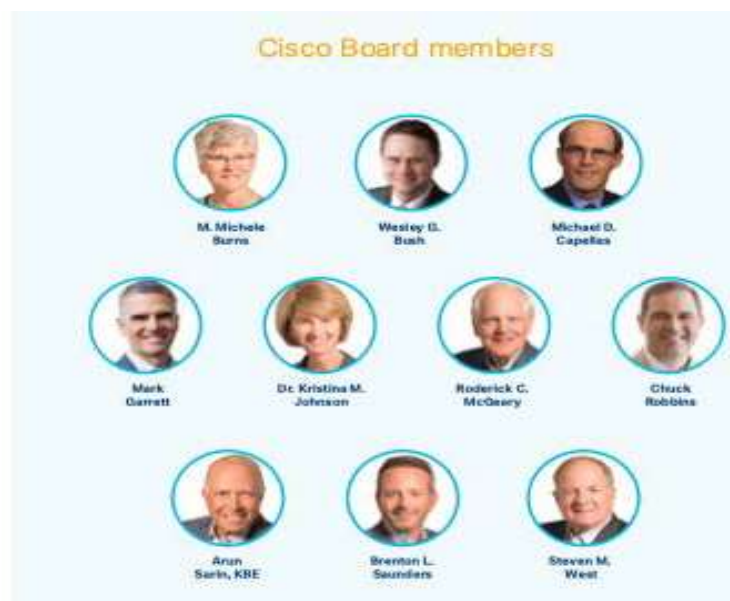 Cisco Board members
M. Michele
Burns
Wesley G.
Bush
Michael D.
Capellas
Mark
Garrett
Dr. Kristina M.
Johnson
Roderick C.
McGeary
Chuck
Robbins
Arun
Sarin, KBE
Brenton L.
Saunders
Steven M.
West